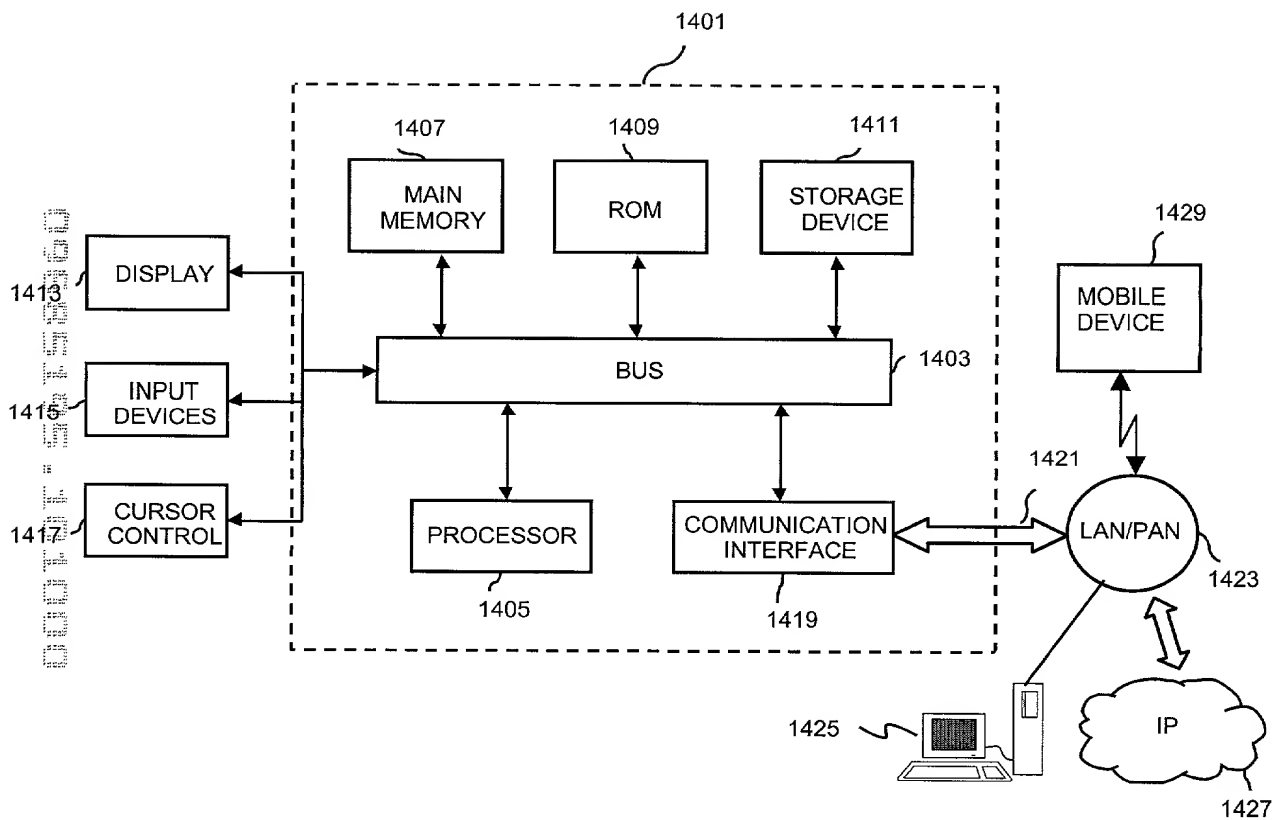 1401
1407
1409
1411
MAIN
MEMORY
ROM
STORAGE
DEVICE
1429
1413
DISPLAY
MOBILE
DEVICE
BUS
1403
1415
INPUT
DEVICES
1421
1417
CURSOR
CONTROL
PROCESSOR
COMMUNICATION
INTERFACE
LAN/PAN
1423
1405
1419
1425
IP
1427